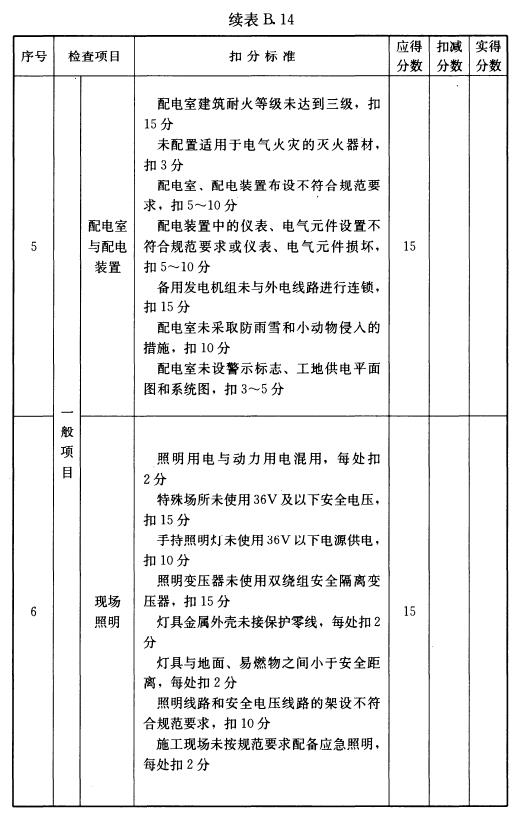 续表 B.14
序号 检查项目 扣分标准 应得分数 扣减分数 实得分数
一般项目
5 配电室与配电装置 15
配电室建筑耐火等级未达到三级，扣
15分
未配置适用于电气火灾的灭火器材，
扣3分
配电室、配电装置布设不符合规范要
求，扣5～10分
配电装置中的仪表、电气元件设置不
符合规范要求或仪表、电气元件损坏，
扣5～10分
备用发电机组未与外电线路进行连锁，
扣15分
配电室未采取防雨雪和小动物侵入的
措施，扣10分
配电室未设警示标志、工地供电平面
图和系统图，扣3～5分
6 现场照明 15
照明用电与动力用电混用，每处扣
2分
特殊场所未使用36V及以下安全电压，
扣15分
手持照明灯未使用36V以下电源供电，
扣10分
照明变压器未使用双绕组安全隔离变
压器，扣15分
灯具金属外壳未接保护零线，每处扣2
分
灯具与地面、易燃物之间小于安全距
离，每处扣2分
照明线路和安全电压线路的架设不符
合规范要求，扣10分
施工现场未按规范要求配备应急照明，
每处扣2分